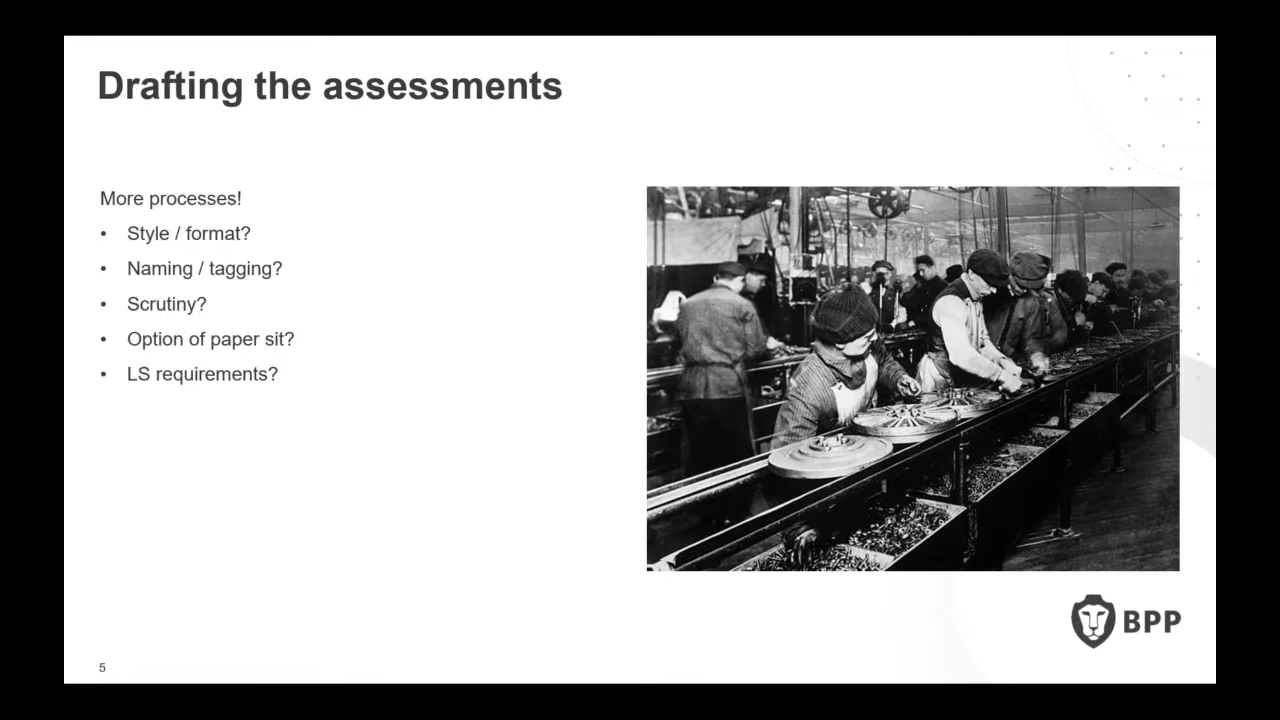 Drafting the assessments
More processes!
• Style / format?
• Naming / tagging?
• Scrutiny?
• Option of paper sit?
• LS requirements?
BPP
5